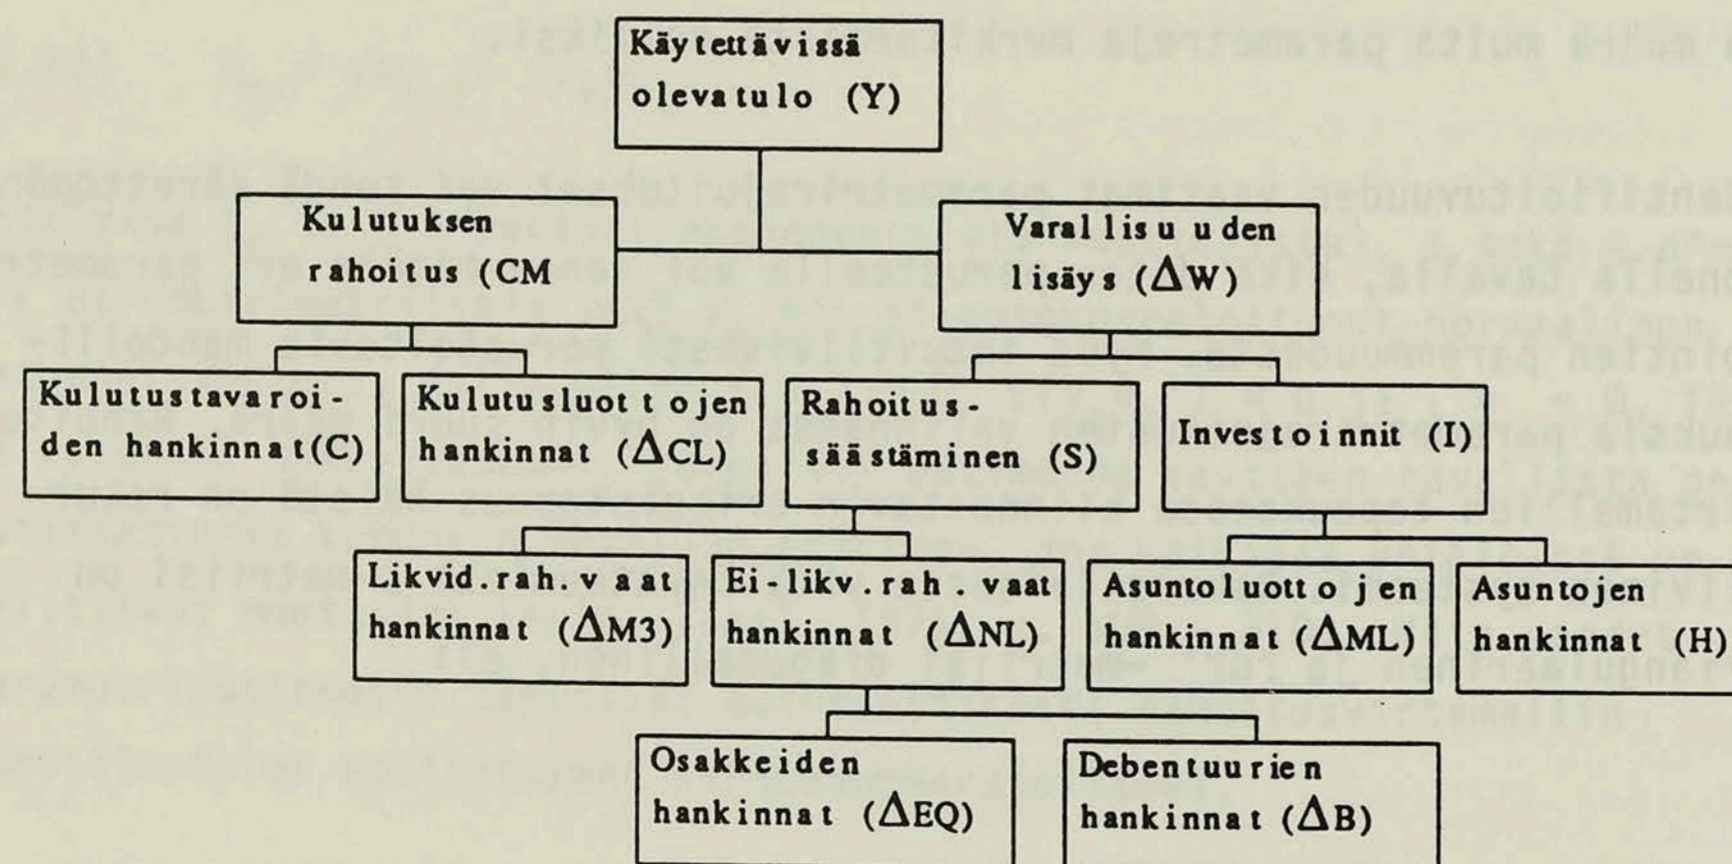 Käytettävissä
oleva tulo (Y)
Kulutuksen
rahoitus (CM
Varallisuuden
lisäys (ΔW)
Kulutustavaroi-
den hankinnat(C)
Kulutusluottojen
hankinnat (ΔCL)
Rahoitus-
säästäminen (S)
Investoinnit (I)
Likvid.rah.vaat
hankinnat (ΔM3)
Ei-likv.rah.vaat
hankinnat (ΔNL)
Asuntoluottojen
hankinnat (ΔML)
Asuntojen
hankinnat (H)
Osakkeiden
hankinnat (ΔEQ)
Debentuurien
hankinnat (ΔB)